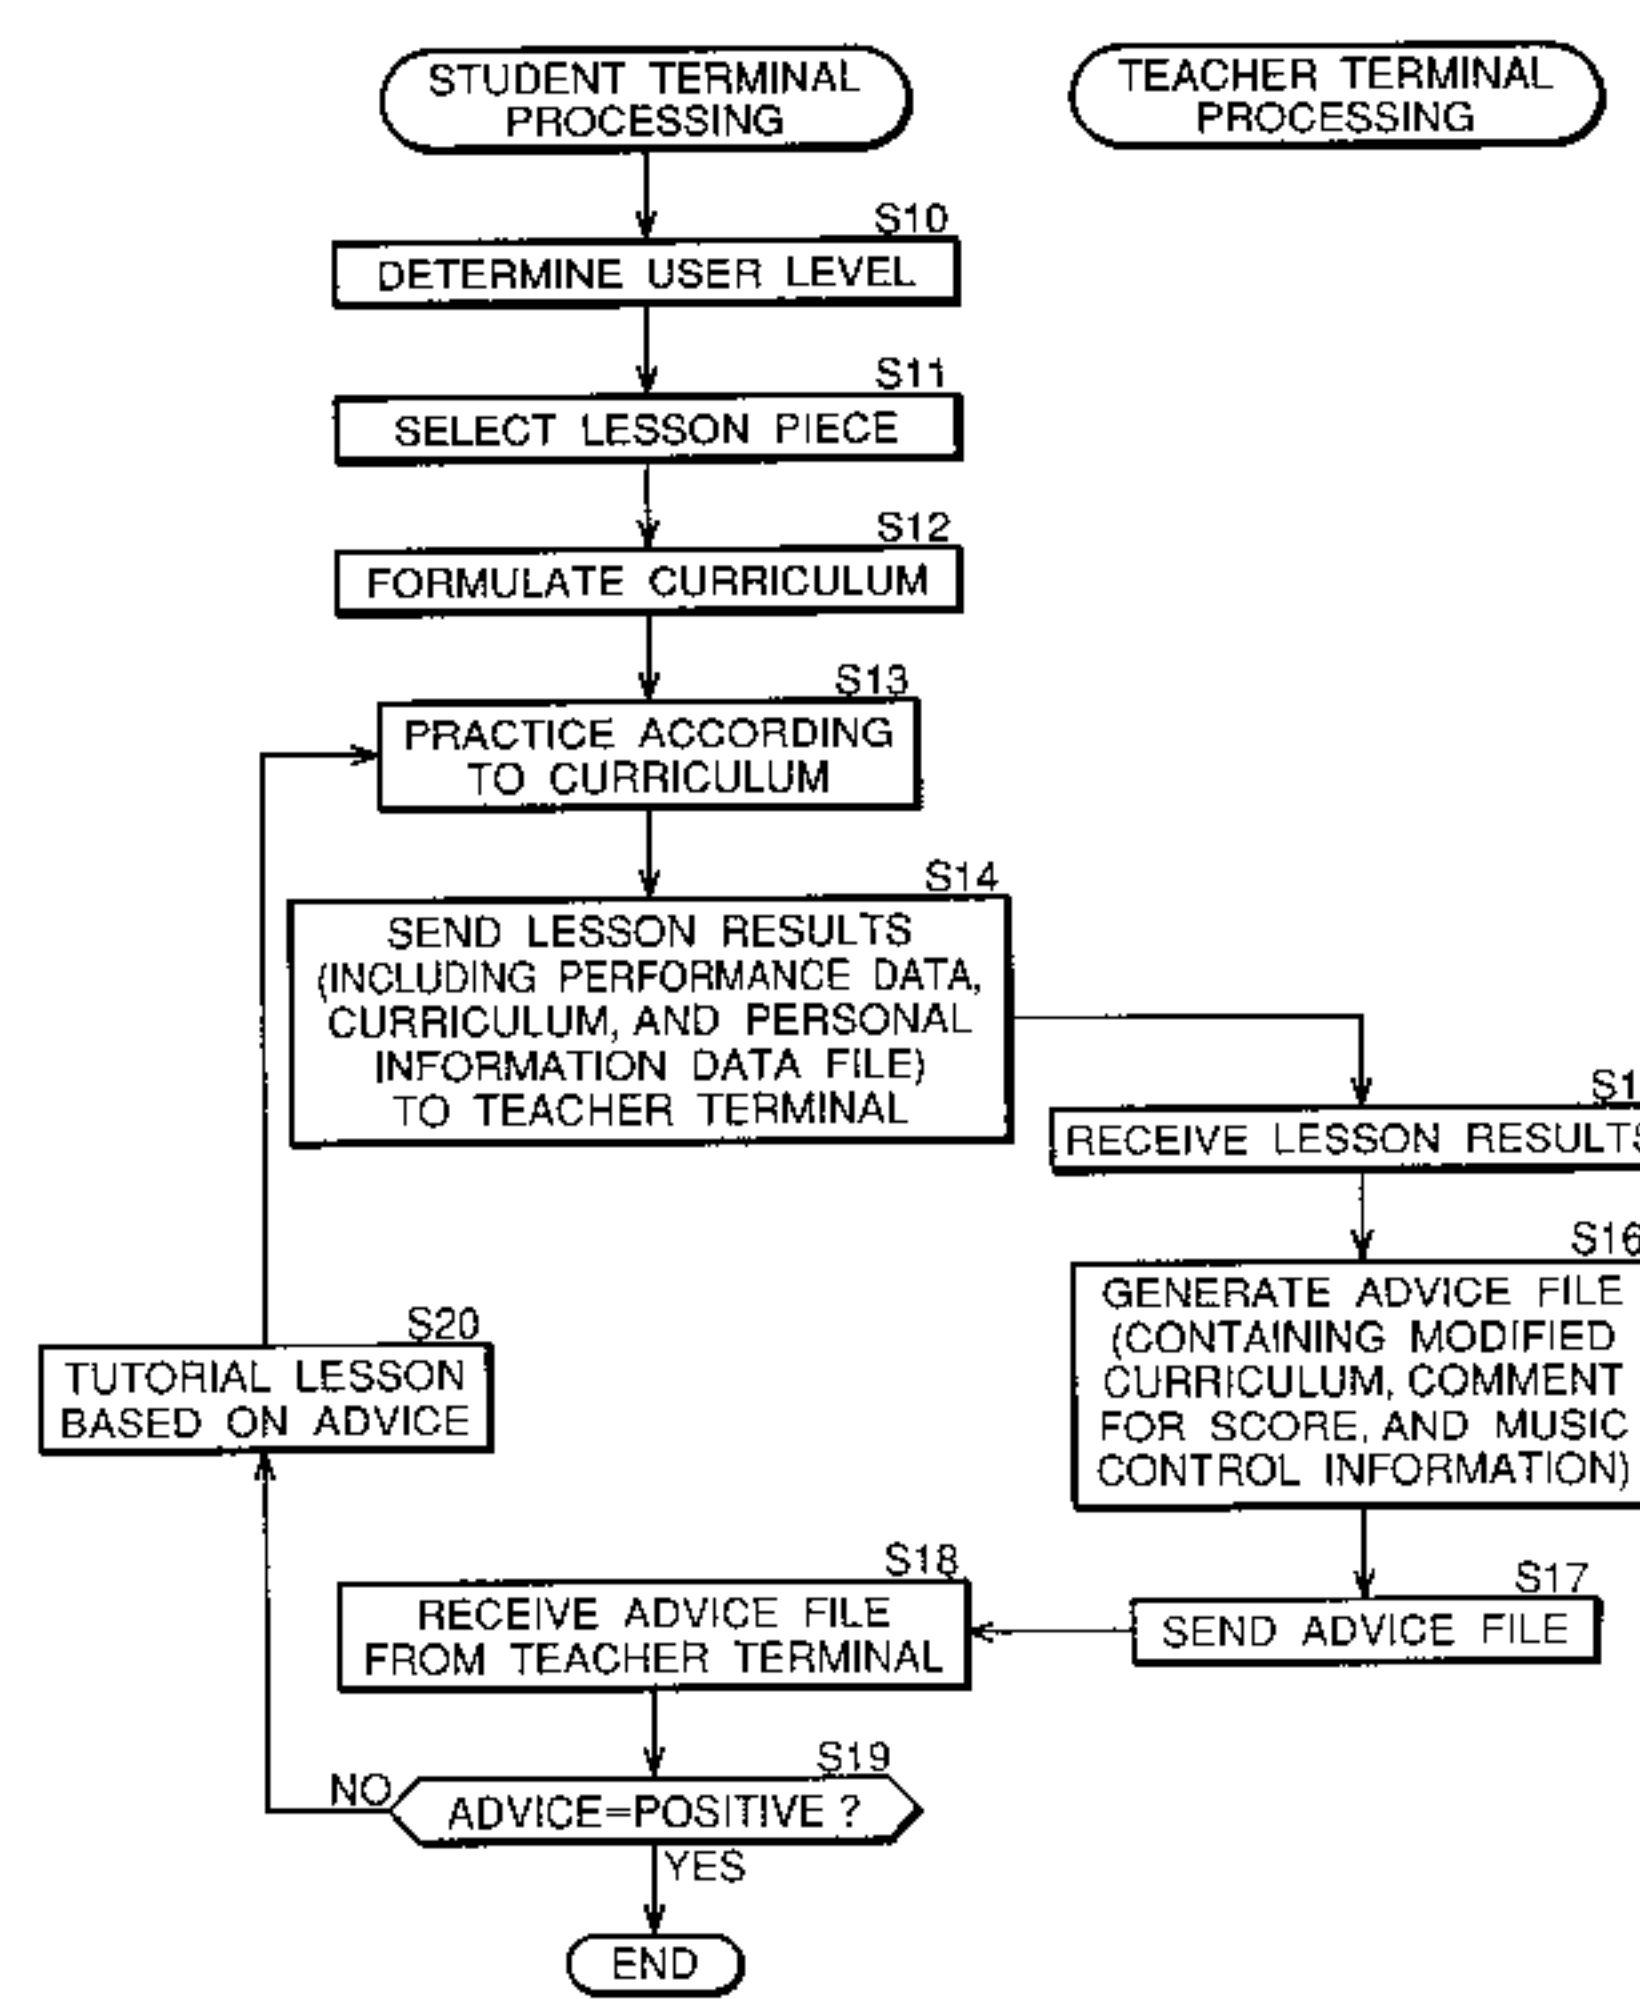 STUDENT TERMINAL
PROCESSING
TEACHER TERMINAL
PROCESSING
S10
DETERMINE USER LEVEL
S11
SELECT LESSON PIECE
S12
FORMULATE CURRICULUM
S13
PRACTICE ACCORDING
TO CURRICULUM
S14
SEND LESSON RESULTS
(INCLUDING PERFORMANCE DATA,
CURRICULUM, AND PERSONAL
INFORMATION DATA FILE)
TO TEACHER TERMINAL
RECEIVE LESSON RESULTS
S16
GENERATE ADVICE FILE
(CONTAINING MODIFIED
CURRICULUM, COMMENT
FOR SCORE, AND MUSIC
CONTROL INFORMATION)
S17
SEND ADVICE FILE
S18
RECEIVE ADVICE FILE
FROM TEACHER TERMINAL
S19
ADVICE=POSITIVE ?
NO
YES
S20
TUTORIAL LESSON
BASED ON ADVICE
END